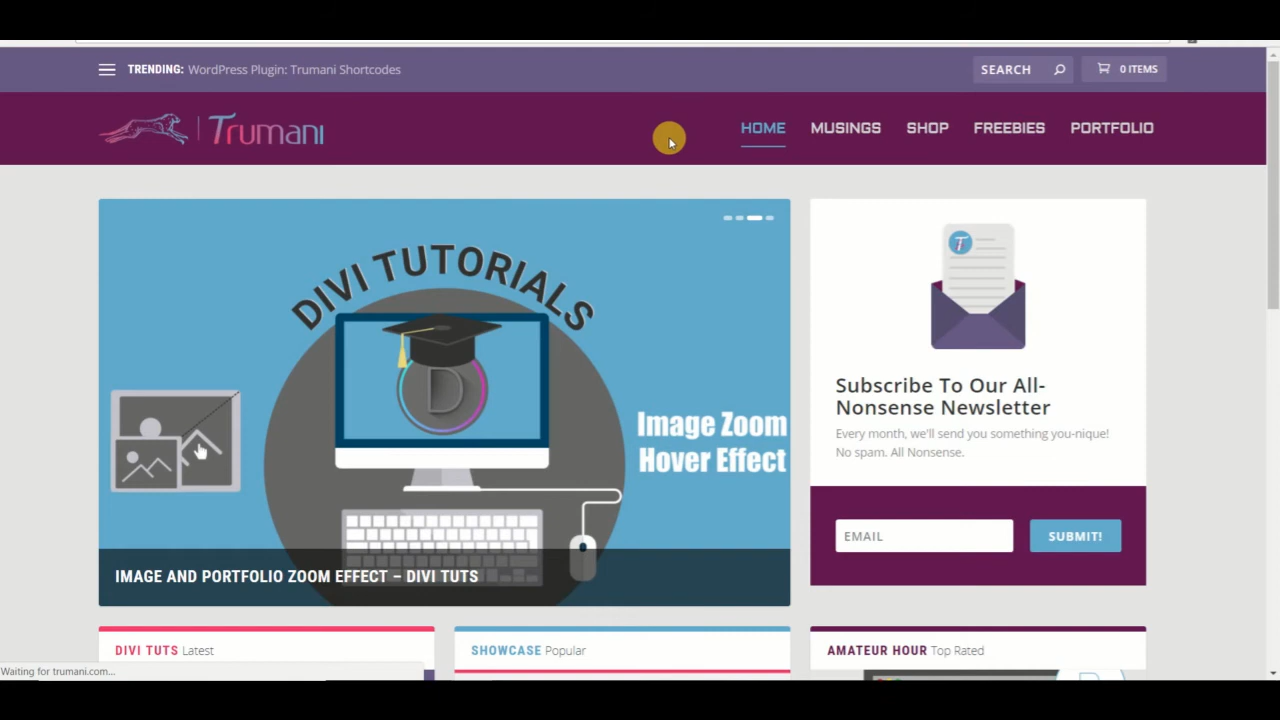 TRENDING: WordPress Plugin: Trumani Shortcodes
SEARCH
0 ITEMS
Trumani
HOME MUSINGS SHOP FREEBIES PORTFOLIO
DIVI TUTORIALS
D
Image Zoom
Hover Effect
IMAGE AND PORTFOLIO ZOOM EFFECT – DIVI TUTS
T
Subscribe To Our All-
Nonsense Newsletter
Every month, we'll send you something you-nique!
No spam. All Nonsense.
EMAIL
SUBMIT!
DIVI TUTS Latest
SHOWCASE Popular
AMATEUR HOUR Top Rated
Waiting for trumani.com...